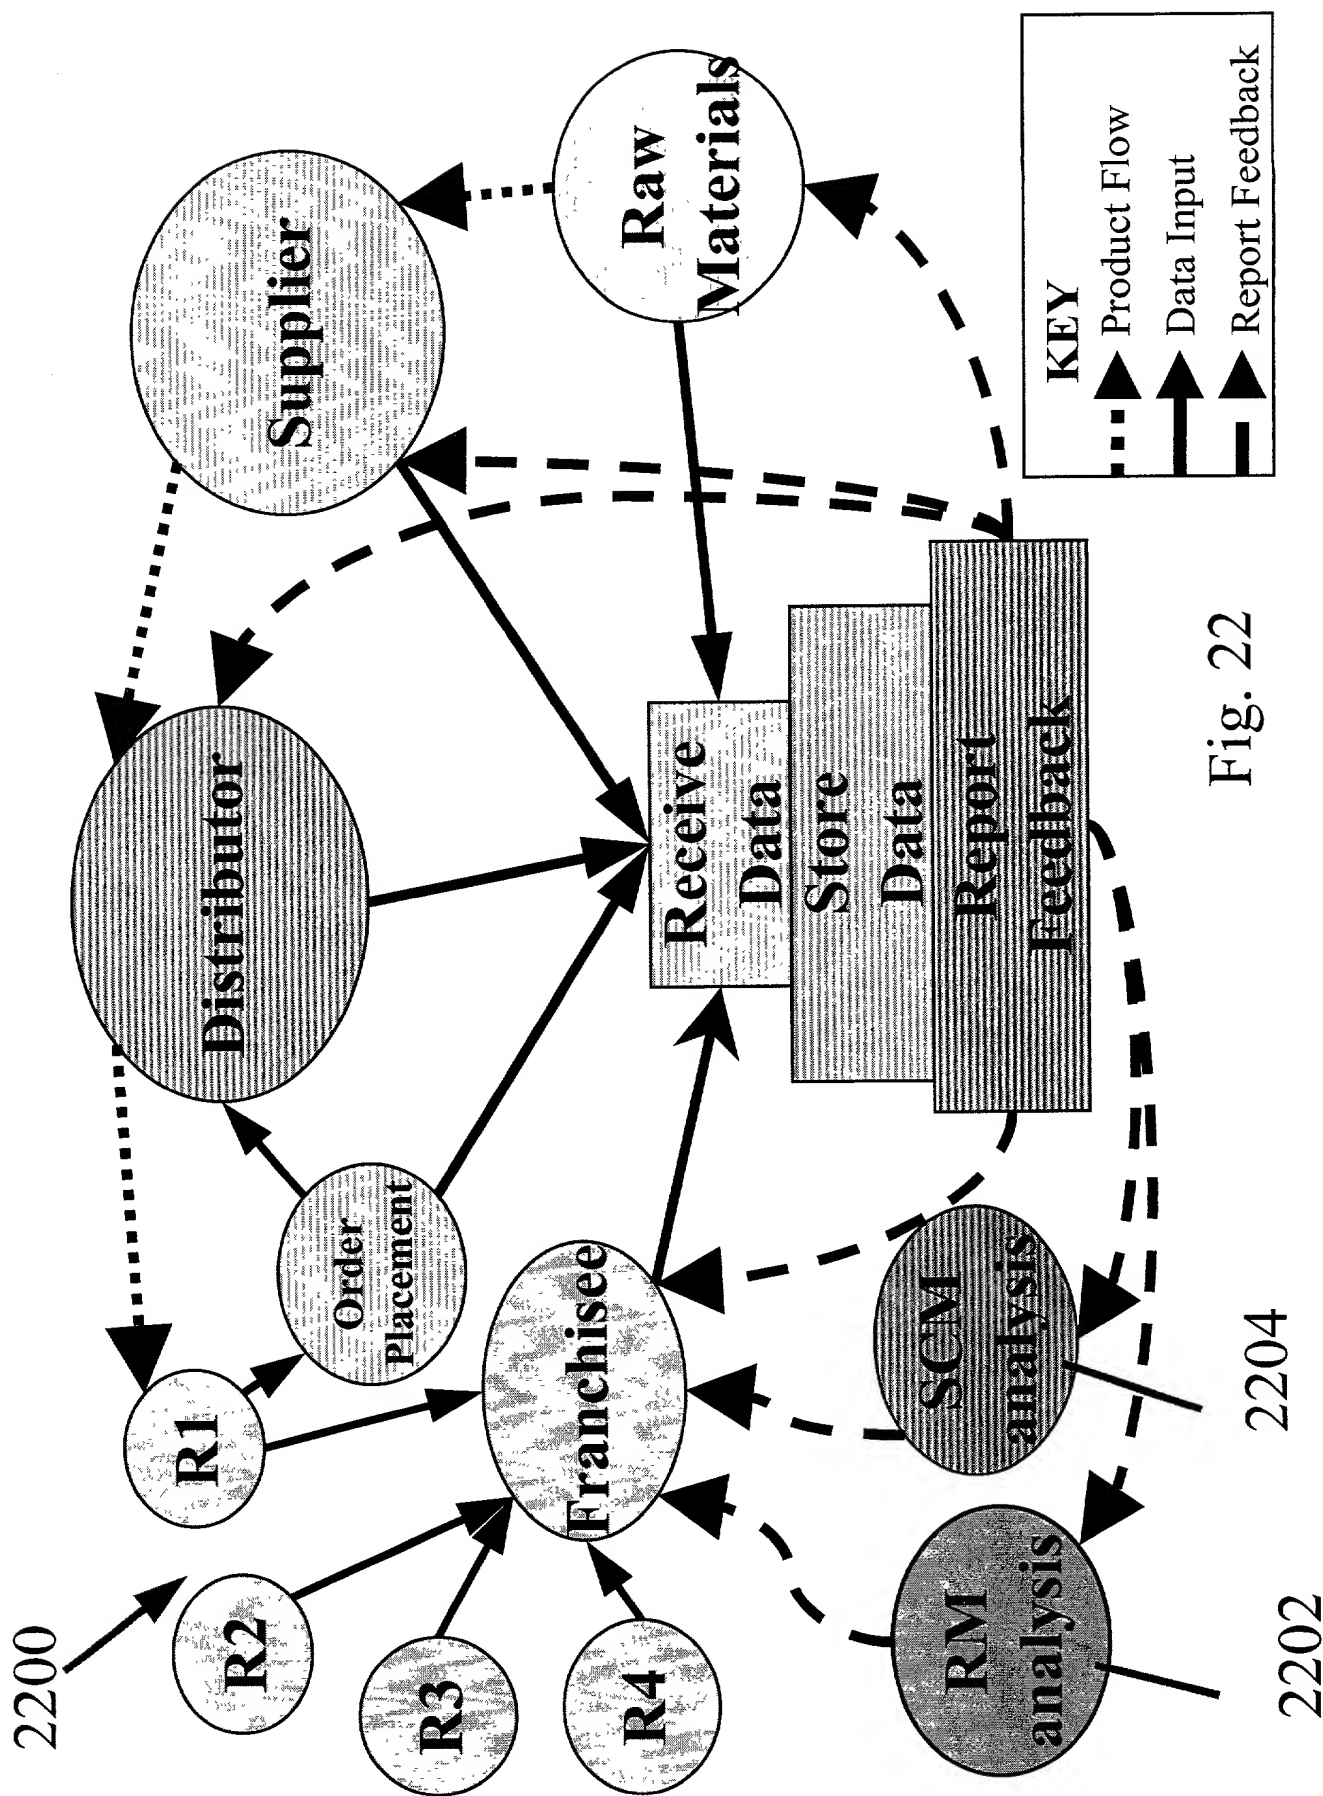 2200
R1
R2
R3
R4
Order
Placement
Distributor
Supplier
Franchisee
Receive
Data
Store
Data
Report
Feedback
Raw
Materials
RM
analysis
SCM
analysis
2202
2204
KEY
Product Flow
Data Input
Report Feedback
Fig. 22